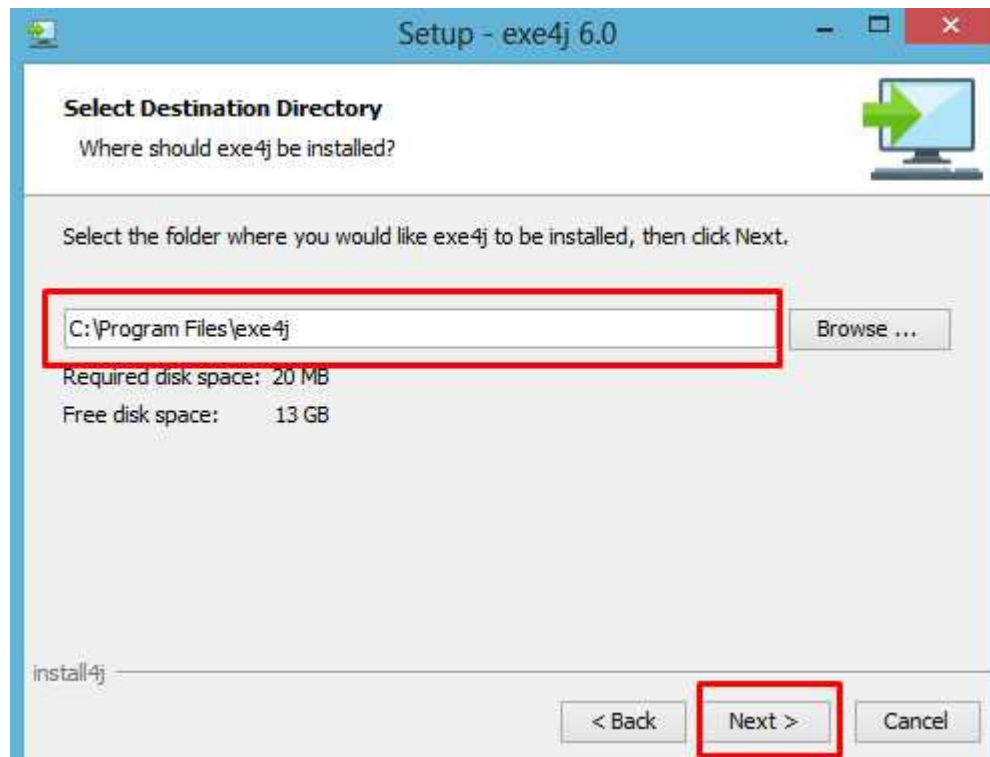 Setup - exe4j 6.0
Select Destination Directory
Where should exe4j be installed?
Select the folder where you would like exe4j to be installed, then click Next.
C:\Program Files\exe4j
Browse ...
Required disk space: 20 MB
Free disk space: 13 GB
install4j
< Back
Next >
Cancel